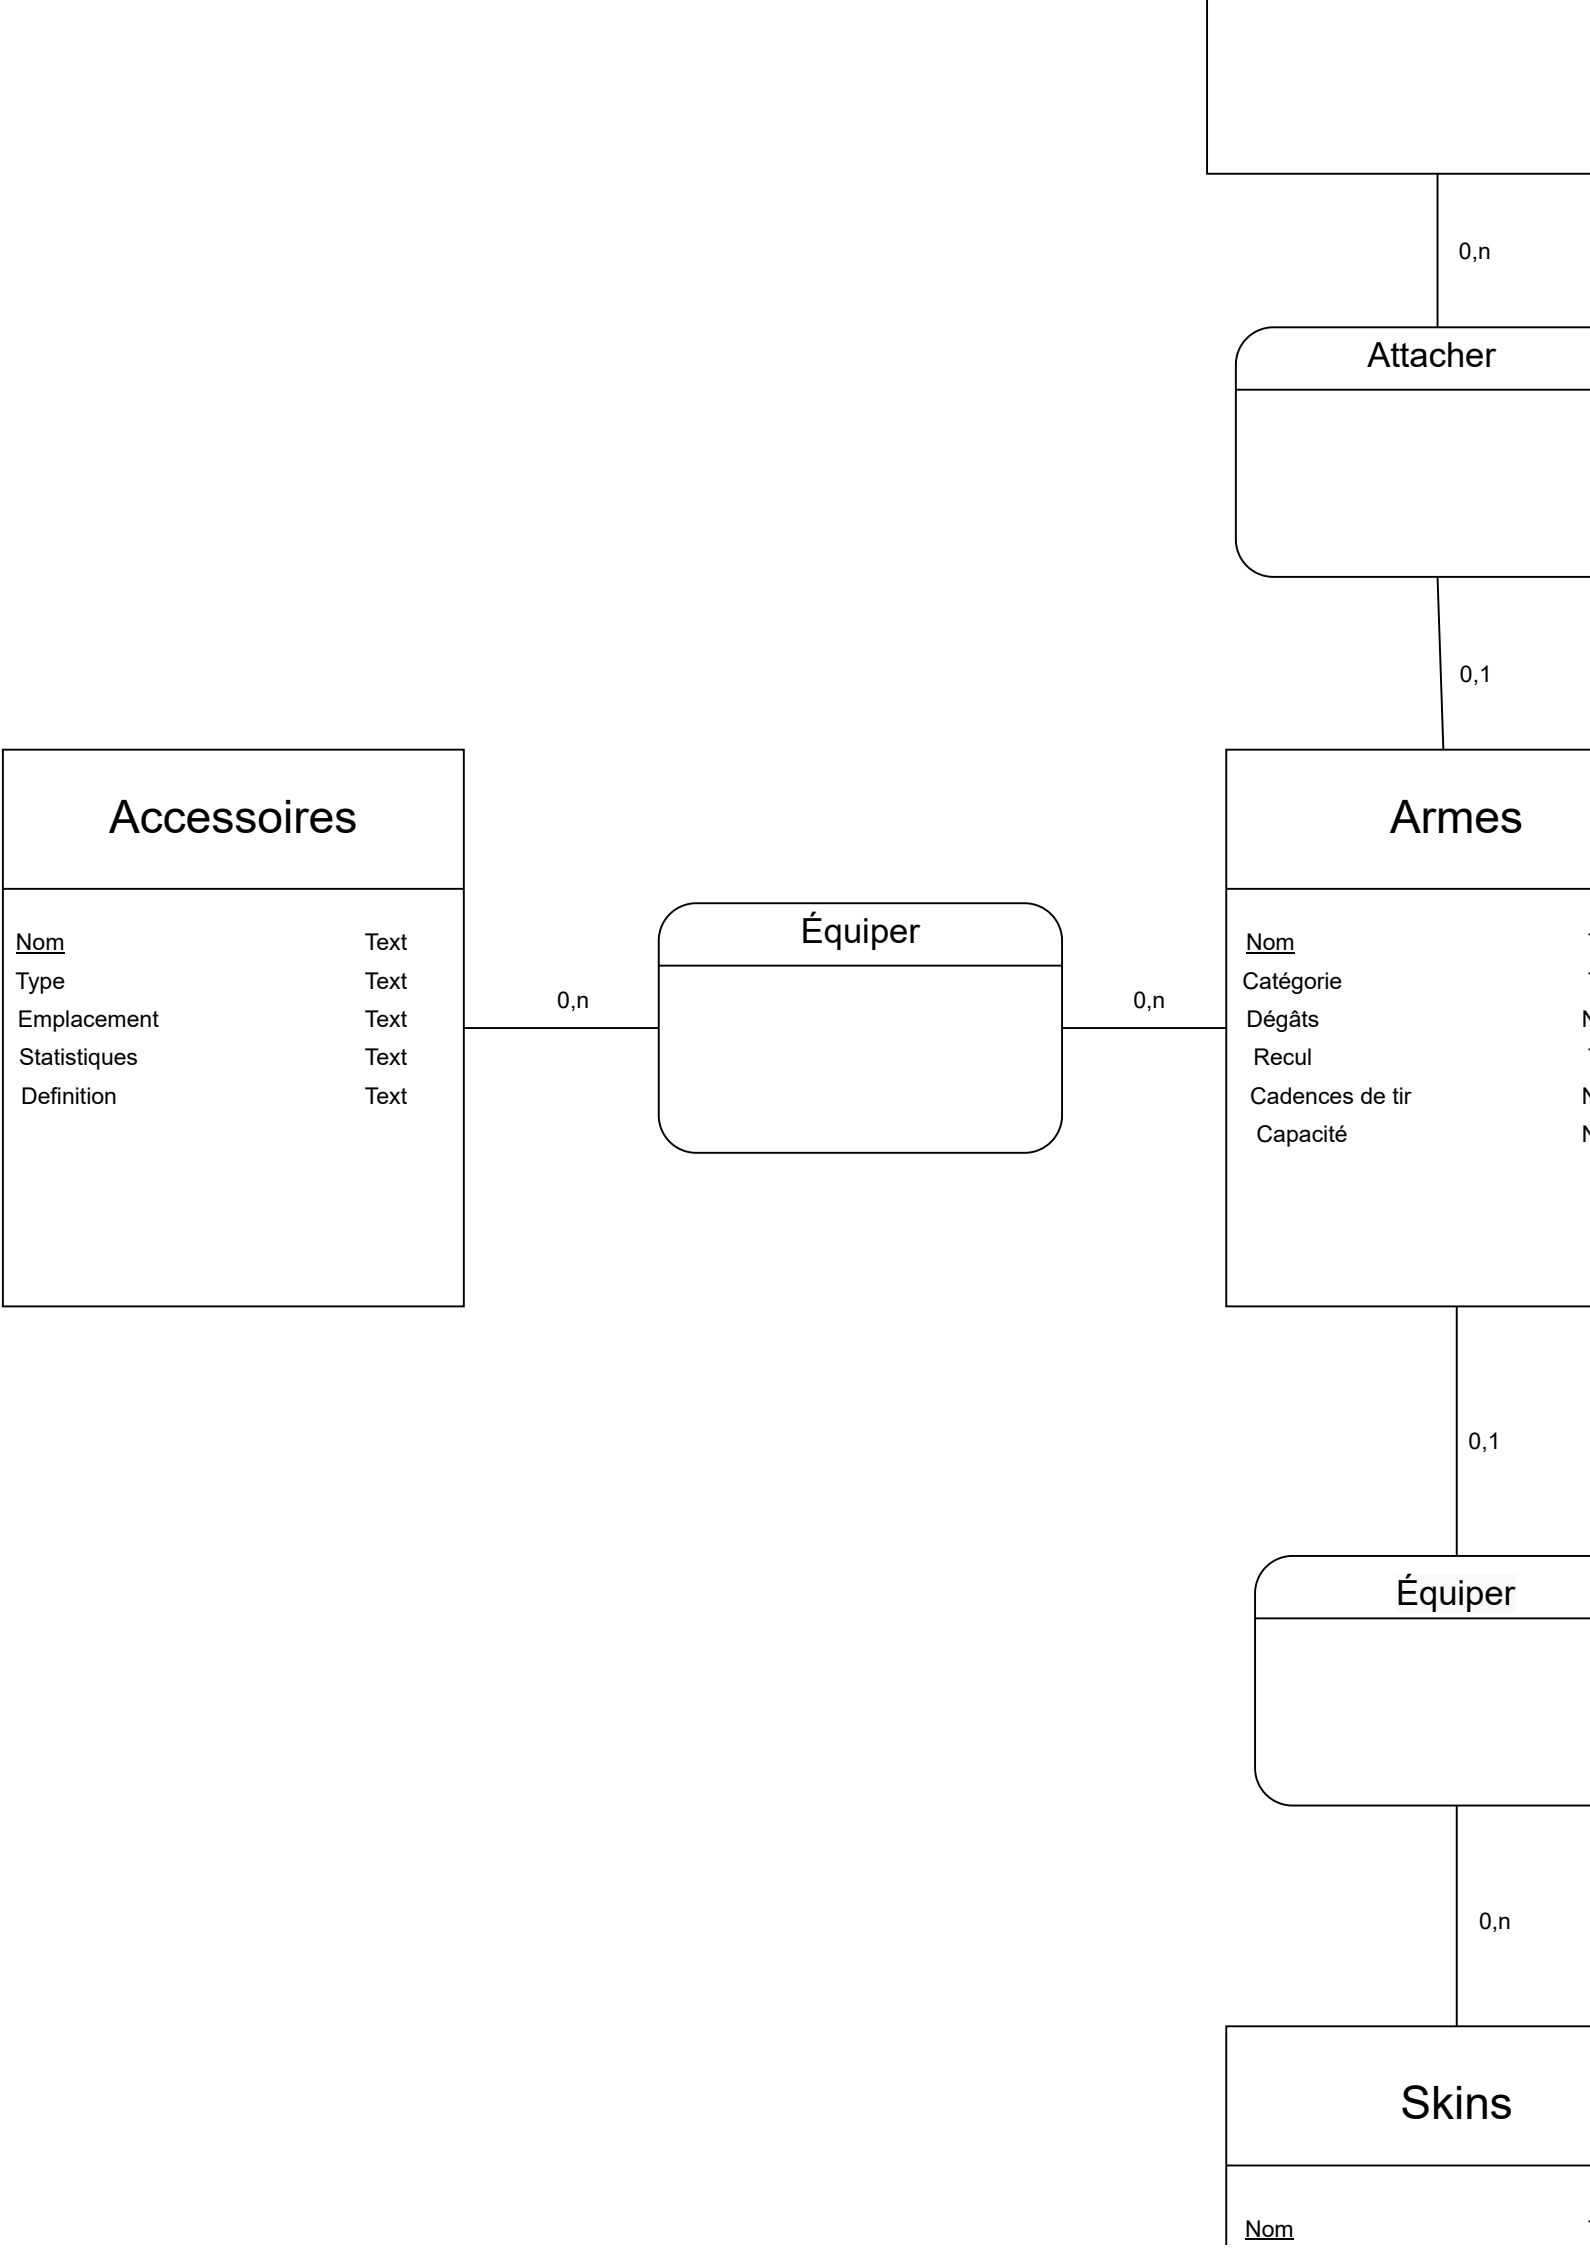 0,n
Attacher
0,1
Accessoires
Nom Text
Type Text
Emplacement Text
Statistiques Text
Definition Text
0,n
Équiper
0,n
Armes
Nom
Catégorie
Dégâts
Recul
Cadences de tir
Capacité
0,1
Équiper
0,n
Skins
Nom